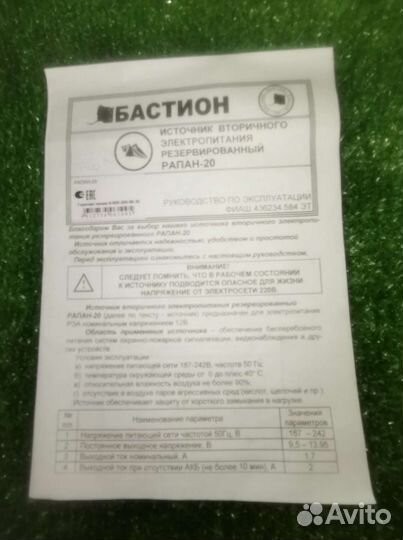 БАСТИОН
ИСТОЧНИК ВТОРИЧНОГО
ЭЛЕКТРОПИТАНИЯ
РЕЗЕРВИРОВАННЫЙ
РАПАН-20
ЕАС
РУКОВОДСТВО ПО ЭКСПЛУАТАЦИИ
ФИАШ.436234.584 ЭТ
Благодарим Вас за выбор нашего источника вторичного электропи-
тания резервированного РАПАН-20
Источник отличается надежностью, удобством и простотой
обслуживания и эксплуатации.
Перед эксплуатацией ознакомьтесь с настоящим руководством.
ВНИМАНИЕ!
СЛЕДУЕТ ПОМНИТЬ, ЧТО В РАБОЧЕМ СОСТОЯНИИ
К ИСТОЧНИКУ ПОДВОДИТСЯ ОПАСНОЕ ДЛЯ ЖИЗНИ
НАПРЯЖЕНИЕ ОТ ЭЛЕКТРОСЕТИ 220В.
Источник вторичного электропитания резервированный
РАПАН-20 (далее по тексту - источник) предназначен для электропитания
РЭА номинальным напряжением 12В.
Область применения источника – обеспечение бесперебойного
питания систем охранно-пожарной сигнализации, видеонаблюдения и дру-
гих устройств.
Условия эксплуатации
а) напряжение питающей сети 187-242В, частота 50 Гц;
б) температура окружающей среды от 0 до плюс 40° С;
в) относительная влажность воздуха не более 90%;
г) отсутствие в воздухе паров агрессивных сред (кислот, щелочей и пр.).
Источник обеспечивает защиту от короткого замыкания в нагрузке
№ п/п Наименование параметра Значения параметров
1 Напряжение питающей сети частотой 50Гц, В 187 – 242
2 Постоянное выходное напряжение, В 9,5 – 13,95
3 Выходной ток номинальный, А 1,7
4 Выходной ток при отсутствии АКБ (не более 10 мин), А 2
Avito